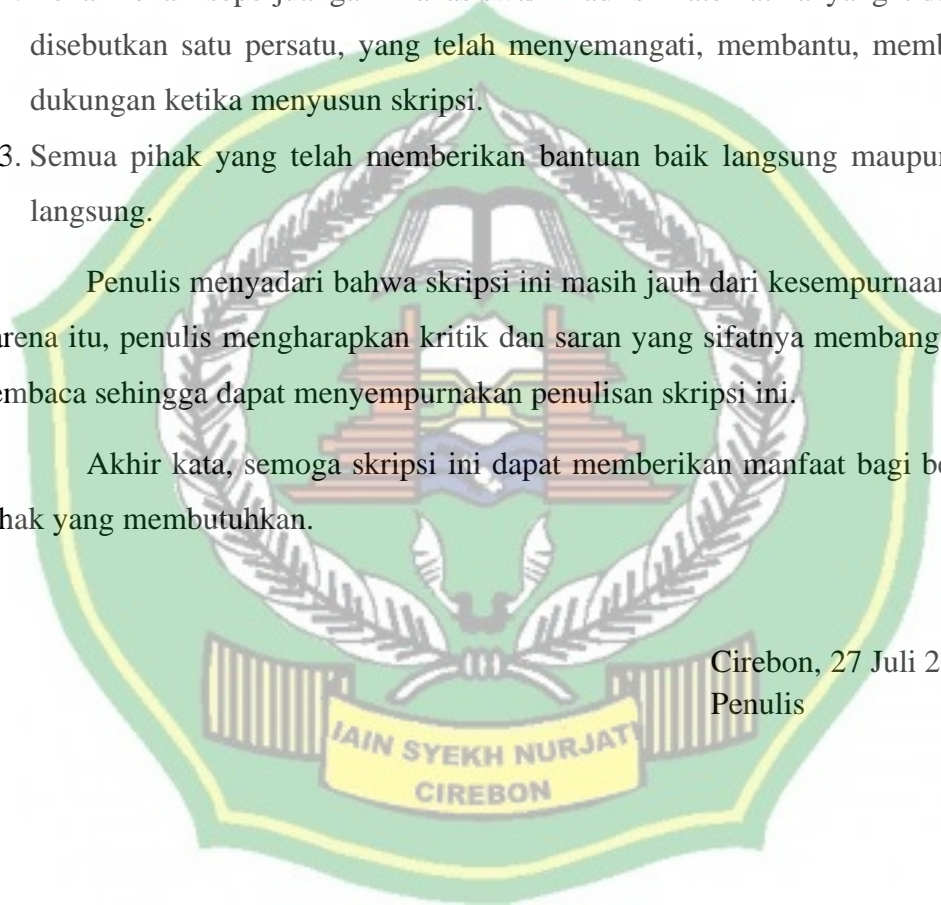 disebutkan satu persatu, yang telah menyemangati, membantu, memb
dukungan ketika menyusun skripsi.
3. Semua pihak yang telah memberikan bantuan baik langsung maupun
langsung.
Penulis menyadari bahwa skripsi ini masih jauh dari kesempurnaan
arena itu, penulis mengharapkan kritik dan saran yang sifatnya membang
embaca sehingga dapat menyempurnakan penulisan skripsi ini.
Akhir kata, semoga skripsi ini dapat memberikan manfaat bagi be
hak yang membutuhkan.
Cirebon, 27 Juli 2
Penulis
IAIN SYEKH NURJATI
CIREBON